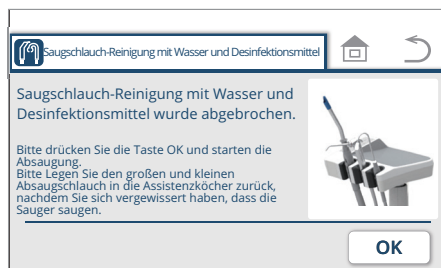 Saugschlauch-Reinigung mit Wasser und Desinfektionsmittel
Saugschlauch-Reinigung mit Wasser und
Desinfektionsmittel wurde abgebrochen.
Bitte drücken Sie die Taste OK und starten die
Absaugung.
Bitte Legen Sie den großen und kleinen
Absaugschlauch in die Assistenzköcher zurück,
nachdem Sie sich vergewissert haben, dass die
Sauger saugen.
OK